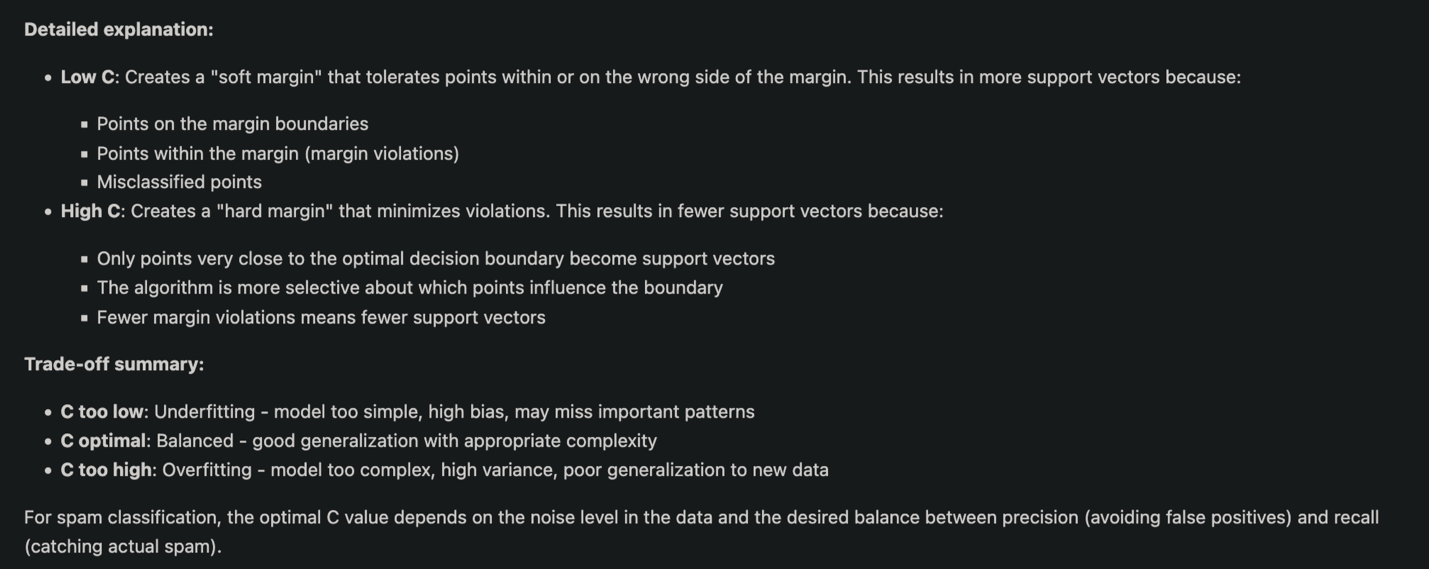 Detailed explanation:
• Low C: Creates a "soft margin" that tolerates points within or on the wrong side of the margin. This results in more support vectors because:
▪ Points on the margin boundaries
▪ Points within the margin (margin violations)
▪ Misclassified points
• High C: Creates a "hard margin" that minimizes violations. This results in fewer support vectors because:
▪ Only points very close to the optimal decision boundary become support vectors
▪ The algorithm is more selective about which points influence the boundary
▪ Fewer margin violations means fewer support vectors
Trade-off summary:
• C too low: Underfitting - model too simple, high bias, may miss important patterns
• C optimal: Balanced - good generalization with appropriate complexity
• C too high: Overfitting - model too complex, high variance, poor generalization to new data
For spam classification, the optimal C value depends on the noise level in the data and the desired balance between precision (avoiding false positives) and recall
(catching actual spam).